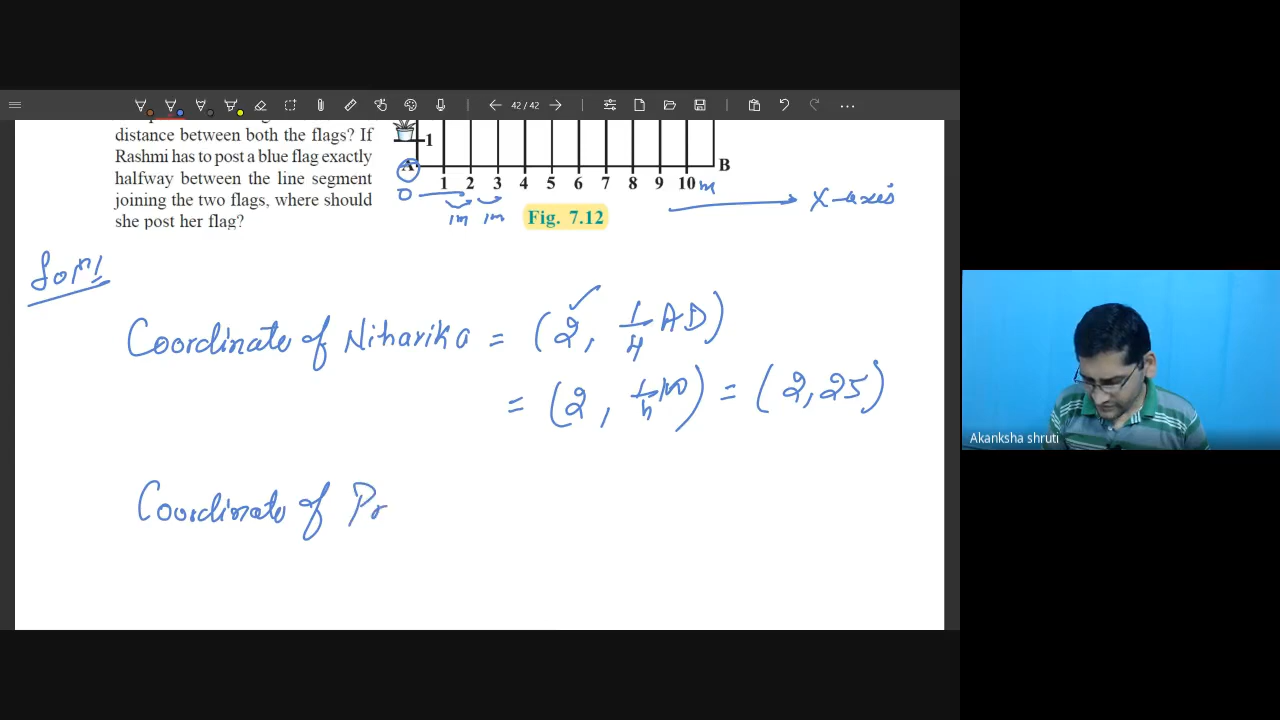 42 / 42
distance between both the flags? If
Rashmi has to post a blue flag exactly
halfway between the line segment
joining the two flags, where should
she post her flag?
1
A B
1 2 3 4 5 6 7 8 9 10 m
0
1m 1m
X-axis
Fig. 7.12
Soln
Coordinate of Niharika = (2, 1/4 AD)
= (2, 1/4 100) = (2, 25)
Coordinate of Pr
Akanksha shruti